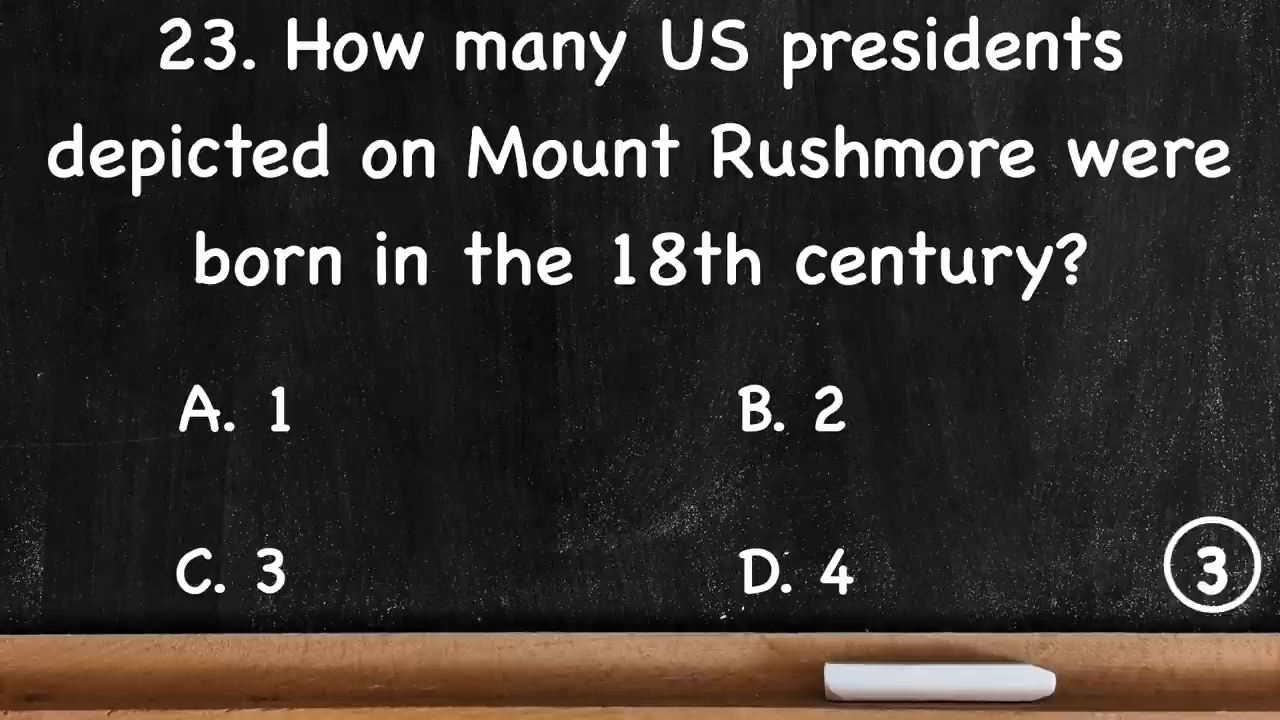 23. How many US presidents
depicted on Mount Rushmore were
born in the 18th century?
A. 1
B. 2
C. 3
D. 4
3